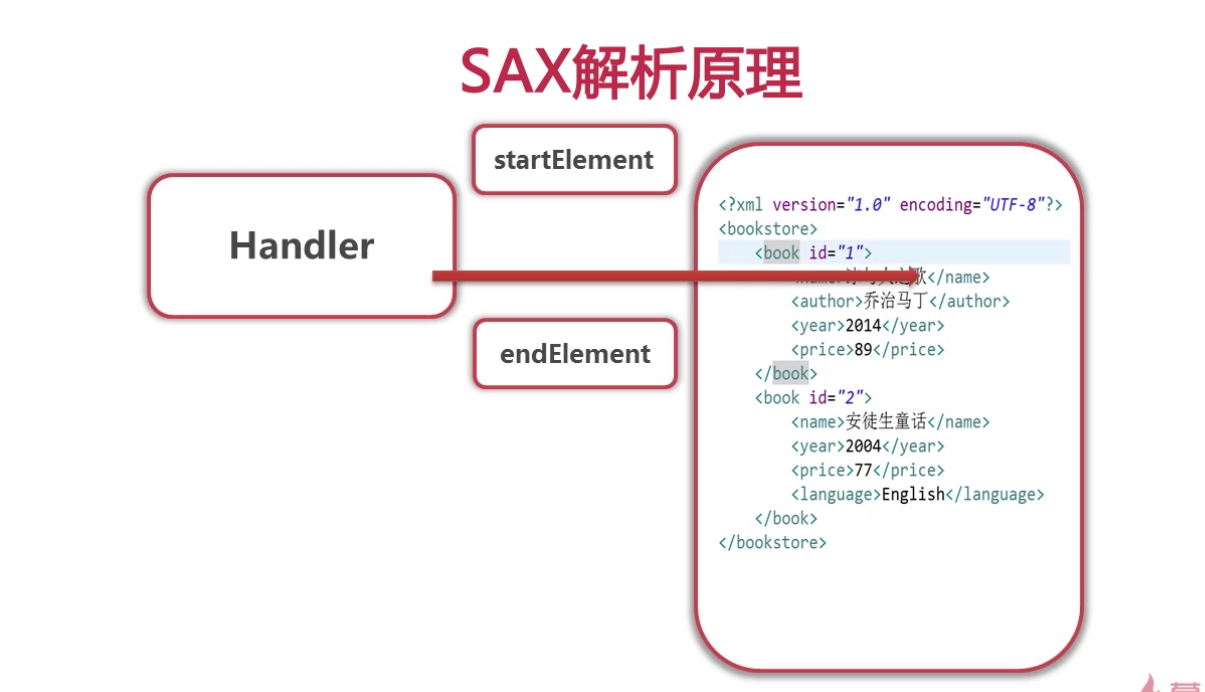 SAX解析原理
startElement
Handler
endElement
<?xml version="1.0" encoding="UTF-8"?>
<bookstore>
<book id="1">
歌</name>
<author>乔治马丁</author>
<year>2014</year>
<price>89</price>
</book>
<book id="2">
<name>安徒生童话</name>
<year>2004</year>
<price>77</price>
<language>English</language>
</book>
</bookstore>